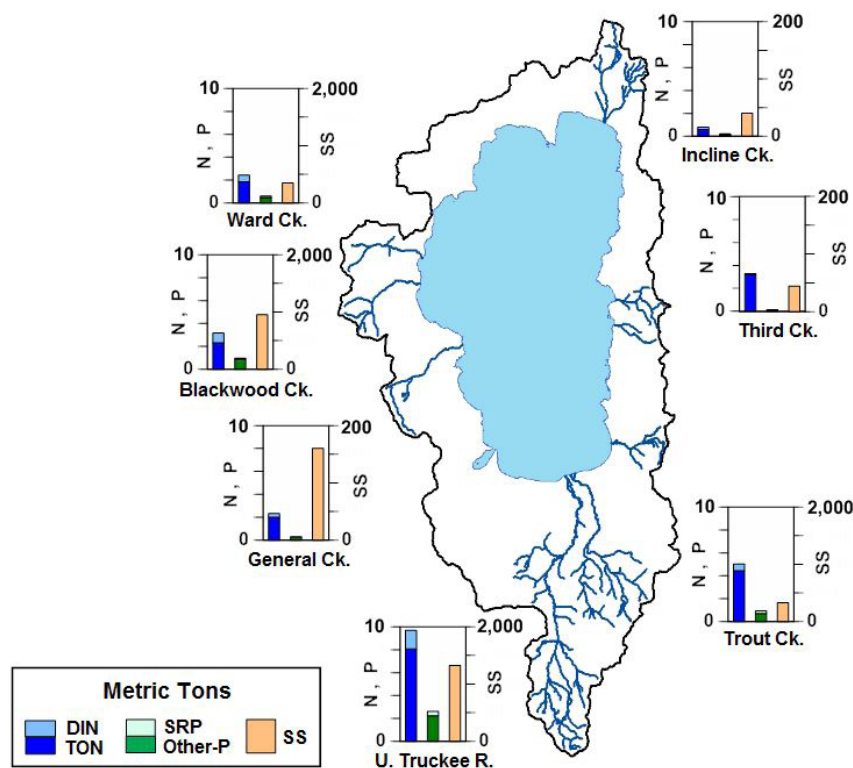 10
200
N , P
SS
0
0
Incline Ck.
10
2,000
N , P
SS
0
0
Ward Ck.
10
200
N , P
SS
0
0
Third Ck.
10
2,000
N , P
SS
0
0
Blackwood Ck.
10
200
N , P
SS
0
0
General Ck.
10
2,000
N , P
SS
0
0
Trout Ck.
10
2,000
N , P
SS
0
0
U. Truckee R.
Metric Tons
DIN
TON
SRP
Other-P
SS